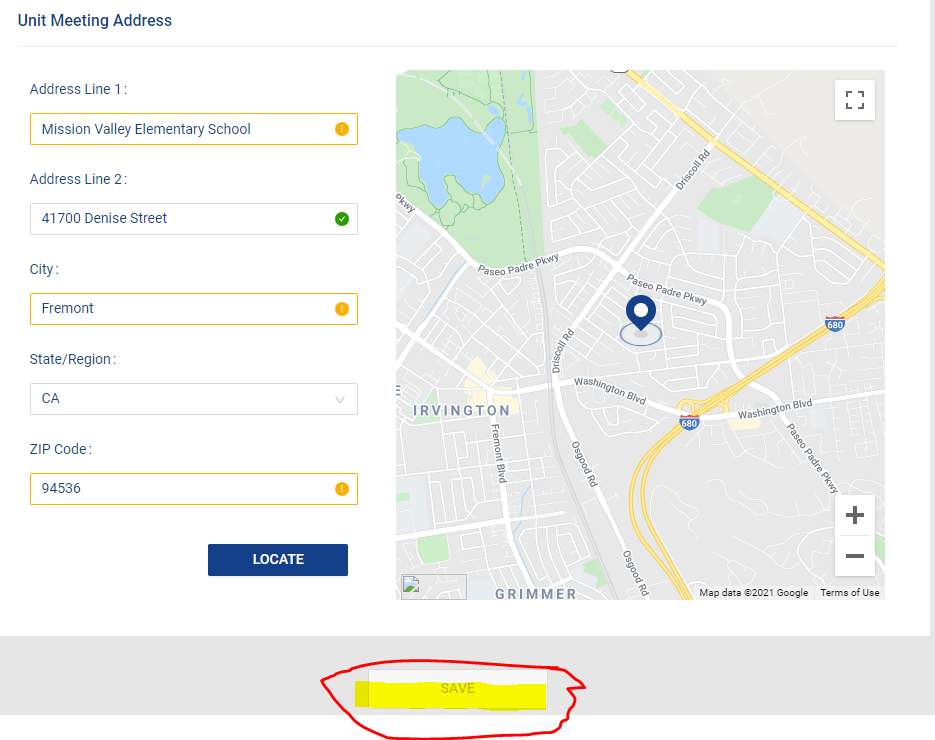 Unit Meeting Address
Address Line 1 :
Mission Valley Elementary School
Address Line 2 :
41700 Denise Street
City :
Fremont
State/Region :
CA
ZIP Code :
94536
LOCATE
Driscoll Rd
Pkwy
Paseo Padre Pkwy
Paseo Padre Pkwy
680
Driscoll Rd
Washington Blvd
IRVINGTON
E
Washington Blvd
680
Fremont Blvd
Osgood Rd
Paseo Padre Pkwy
Osgood Rd
GRIMMER
Map data ©2021 Google
Terms of Use
SAVE